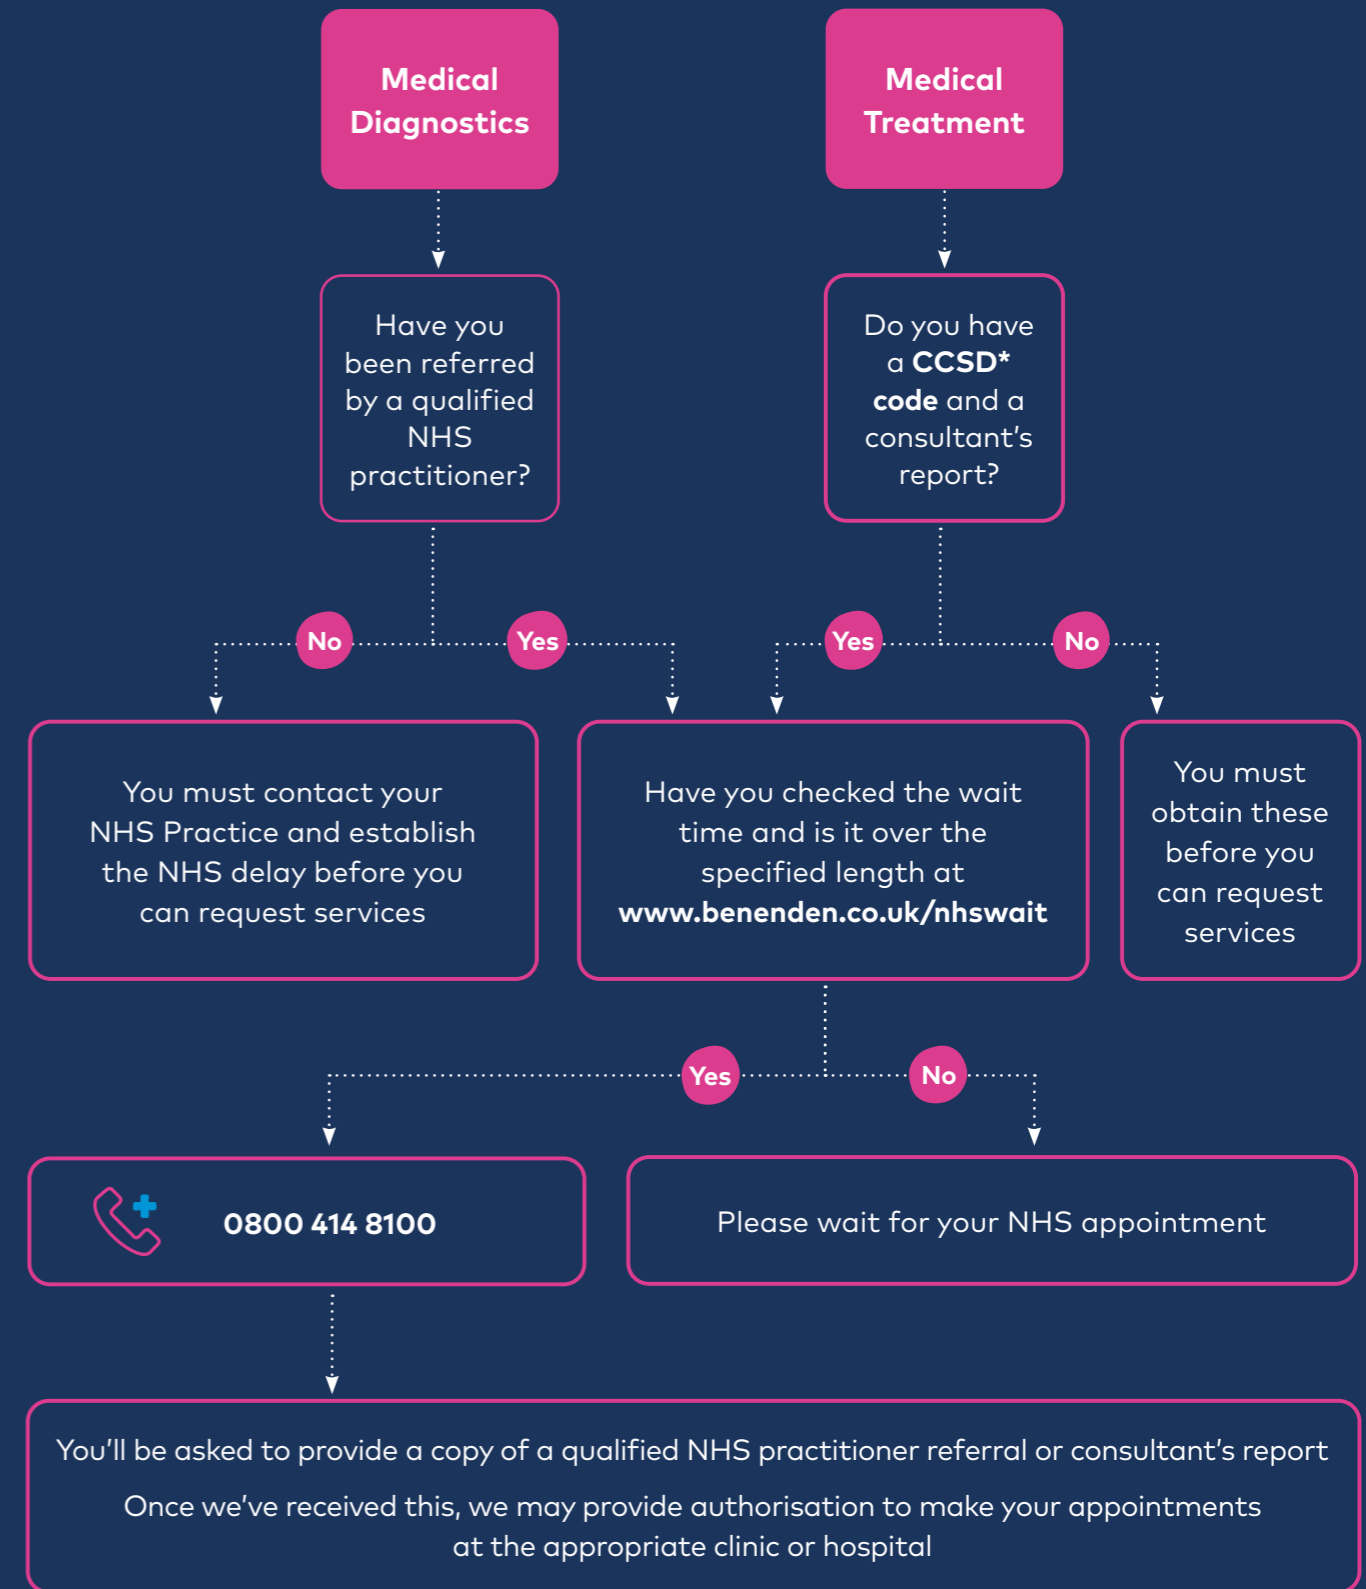 Medical
Diagnostics
Medical
Treatment
Have you
been referred
by a qualified
NHS
practitioner?
Do you have
a CCSD*
code and a
consultant’s
report?
No
Yes
Yes
No
You must contact your
NHS Practice and establish
the NHS delay before you
can request services
Have you checked the wait
time and is it over the
specified length at
www.benenden.co.uk/nhswait
You must
obtain these
before you
can request
services
Yes
No
0800 414 8100
Please wait for your NHS appointment
You’ll be asked to provide a copy of a qualified NHS practitioner referral or consultant’s report
Once we’ve received this, we may provide authorisation to make your appointments
at the appropriate clinic or hospital